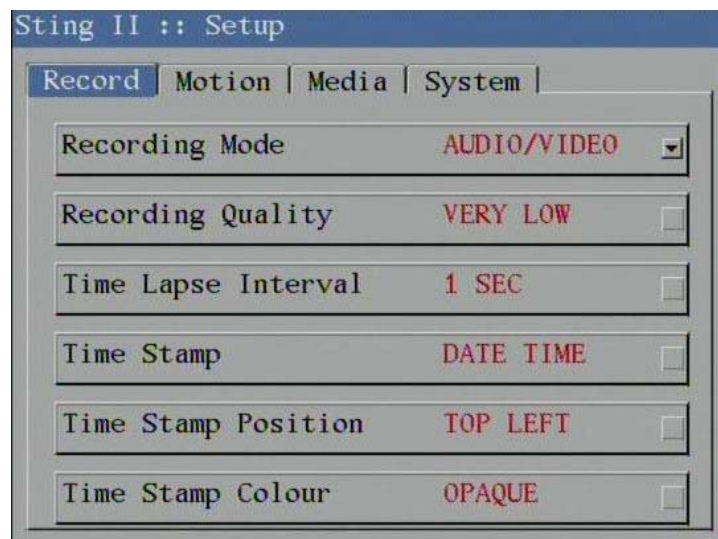 Sting II :: Setup
Record Motion Media System
Recording Mode AUDIO/VIDEO
Recording Quality VERY LOW
Time Lapse Interval 1 SEC
Time Stamp DATE TIME
Time Stamp Position TOP LEFT
Time Stamp Colour OPAQUE